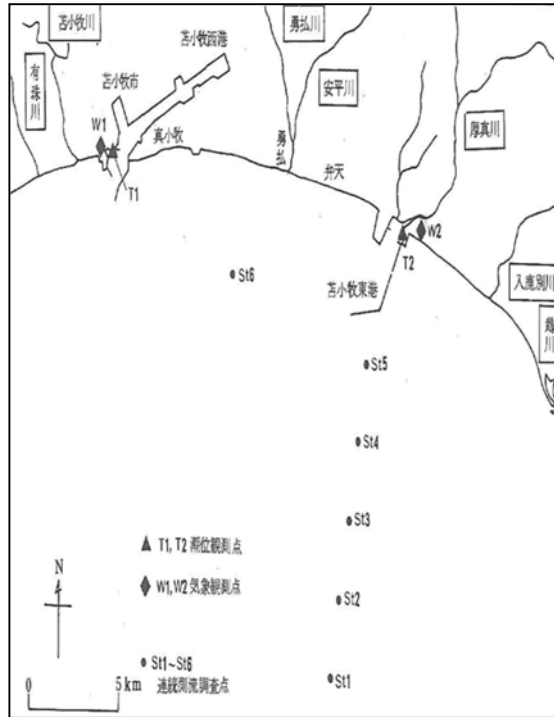 苫小牧川
苫小牧西港
勇払川
有珠川
苫小牧市
安平川
W1
真小牧
厚真川
T1
勇払
弁天
W2
T2
苫小牧東港
入鹿別川
St6
St5
St4
St3
▲ T1, T2 潮位観測点
N
◆ W1, W2 気象観測点
St2
● St1~St6
連続測流調査点
0 5 km
St1